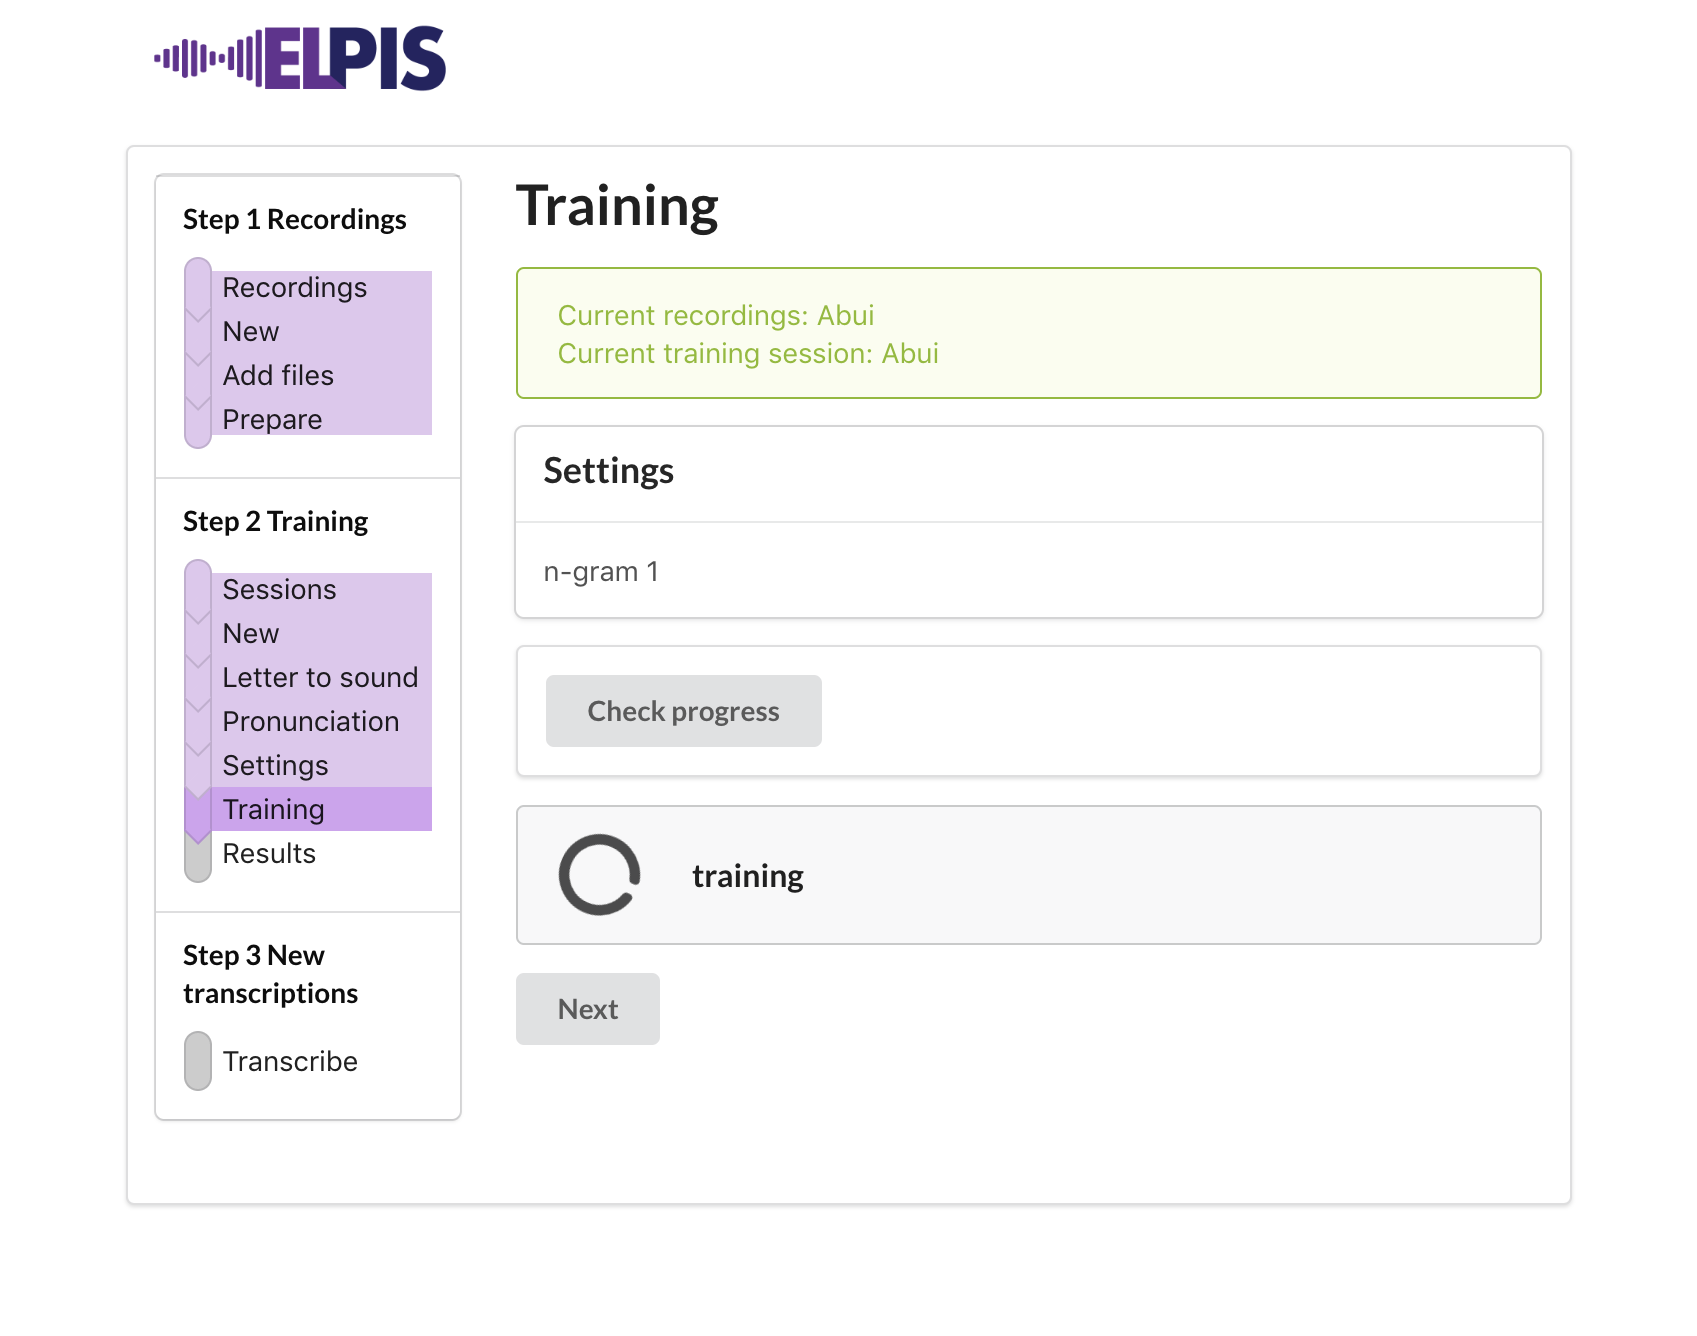 ELPIS
Step 1 Recordings
Recordings
New
Add files
Prepare
Step 2 Training
Sessions
New
Letter to sound
Pronunciation
Settings
Training
Results
Step 3 New
transcriptions
Transcribe
Training
Current recordings: Abui
Current training session: Abui
Settings
n-gram 1
Check progress
training
Next